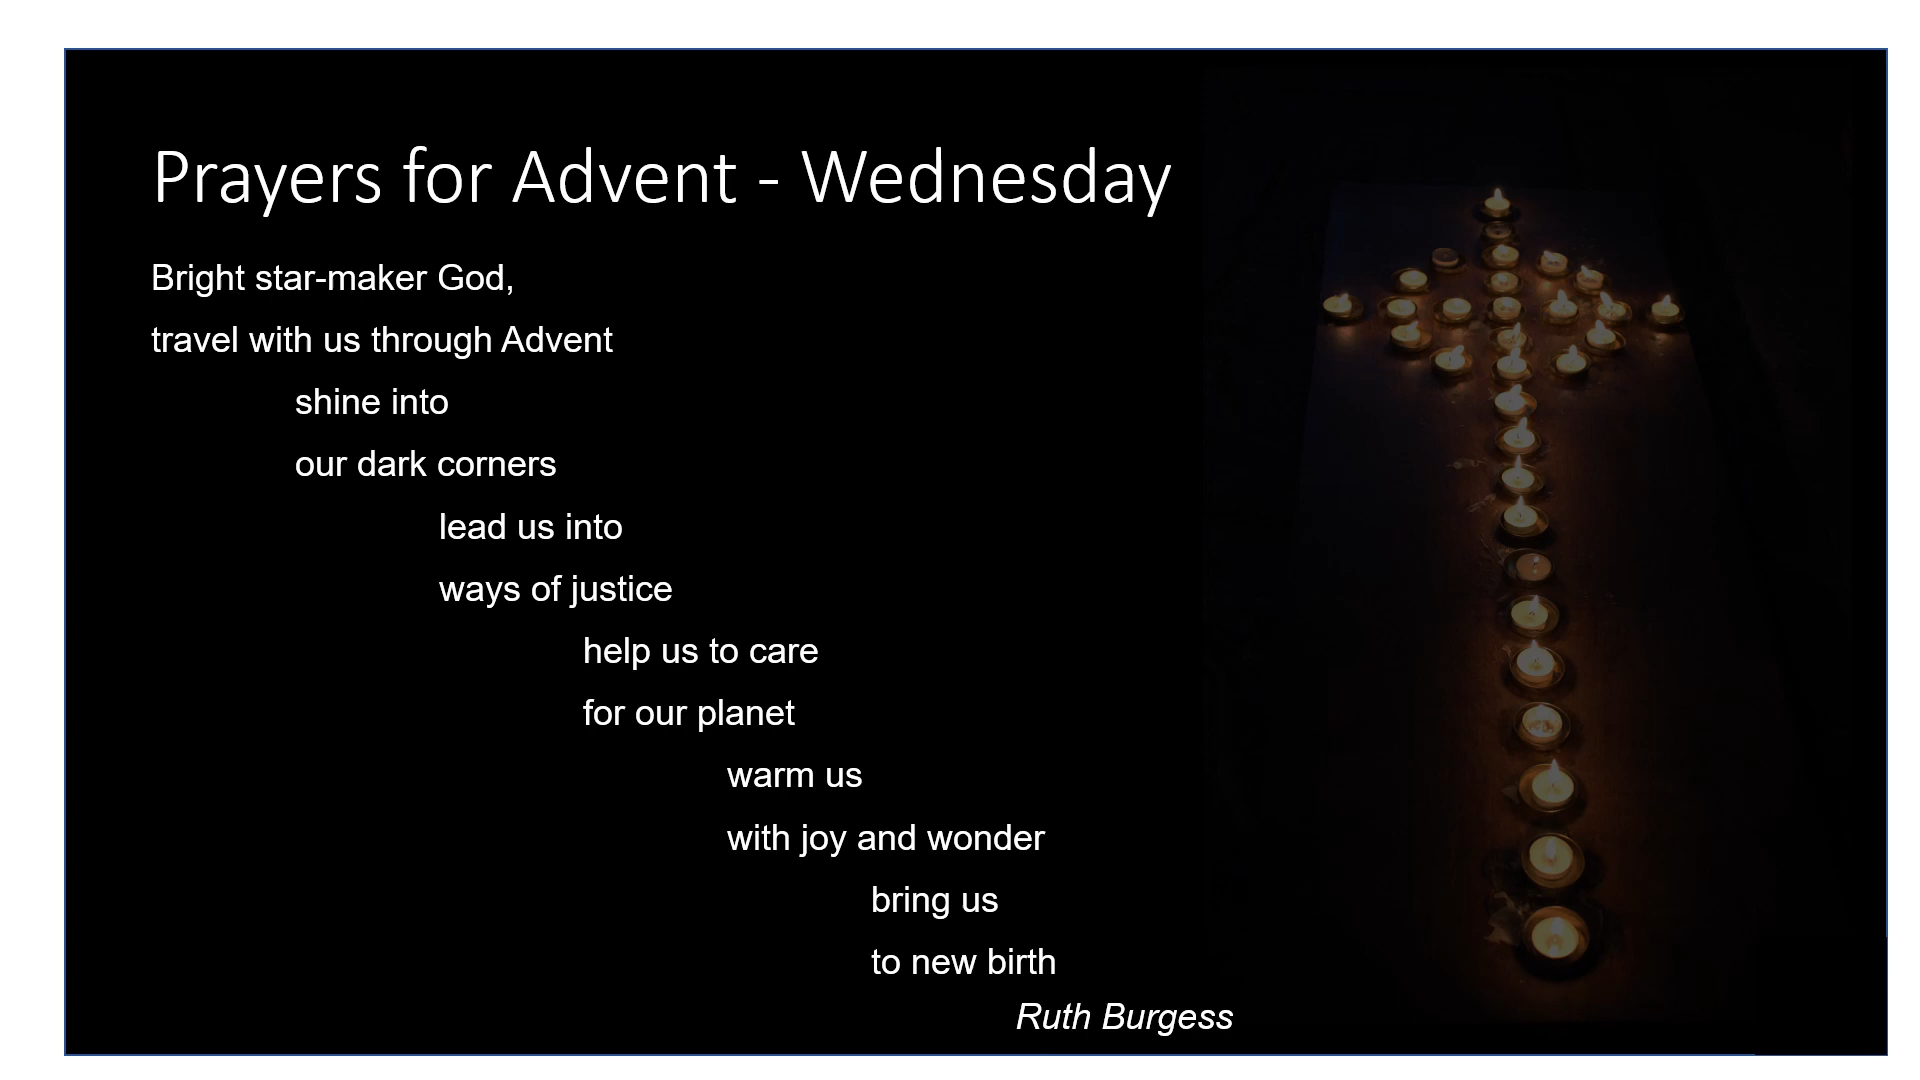 Prayers for Advent - Wednesday
Bright star-maker God,
travel with us through Advent
shine into
our dark corners
lead us into
ways of justice
help us to care
for our planet
warm us
with joy and wonder
bring us
to new birth
Ruth Burgess